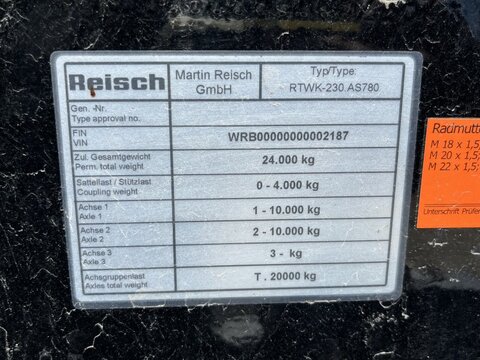 Reisch
Martin Reisch
GmbH
Typ/Type:
RTWK-230.AS780
Gen. -Nr.
Type approval no.
FIN
VIN
WRB00000000002187
Zul. Gesamtgewicht
Perm. total weight
24.000 kg
Sattellast / Stützlast
Coupling weight
0 - 4.000 kg
Achse 1
Axle 1
1 - 10.000 kg
Achse 2
Axle 2
2 - 10.000 kg
Achse 3
Axle 3
3 - kg
Achsgruppenlast
Axles total weight
T . 20000 kg
Radmutte
M 18 x 1,5
M 20 x 1,5;
M 22 x 1,5;
Unterschrift Prüfer